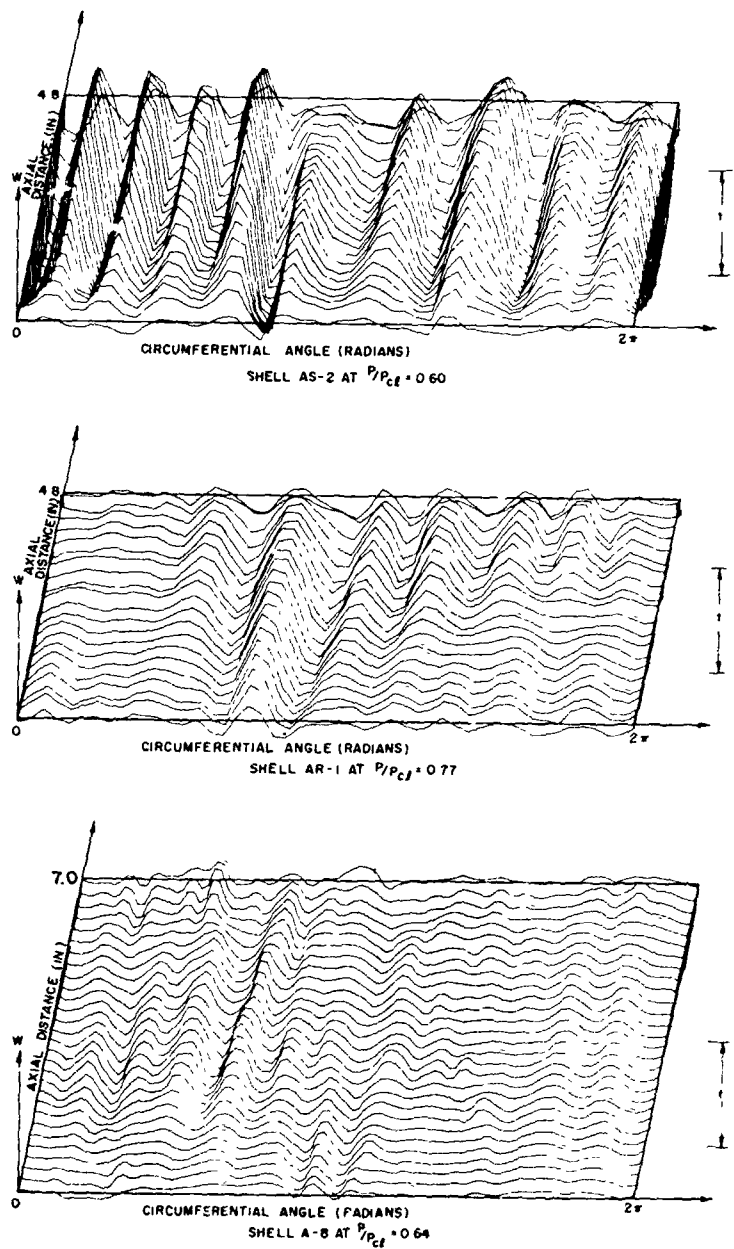 4 8
AXIAL
DISTANCE (IN)
W
t
0
2π
CIRCUMFERENTIAL ANGLE (RADIANS)
SHELL AS-2 AT P/Pcℓ = 0 60
4 8
AXIAL
DISTANCE (IN)
W
t
0
2π
CIRCUMFERENTIAL ANGLE (RADIANS)
SHELL AR-1 AT P/Pcℓ = 0 77
7.0
AXIAL DISTANCE (IN)
W
t
0
2π
CIRCUMFERENTIAL ANGLE (RADIANS)
SHELL A-8 AT P/Pcℓ = 0 64